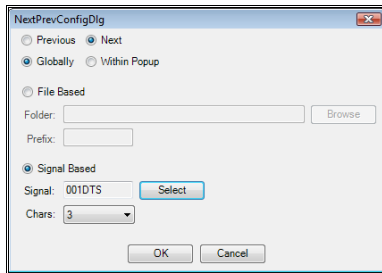 NextPrevConfigDlg
Previous Next
Globally Within Popup
File Based
Folder: Browse
Prefix:
Signal Based
Signal: 001DTS Select
Chars: 3
OK Cancel